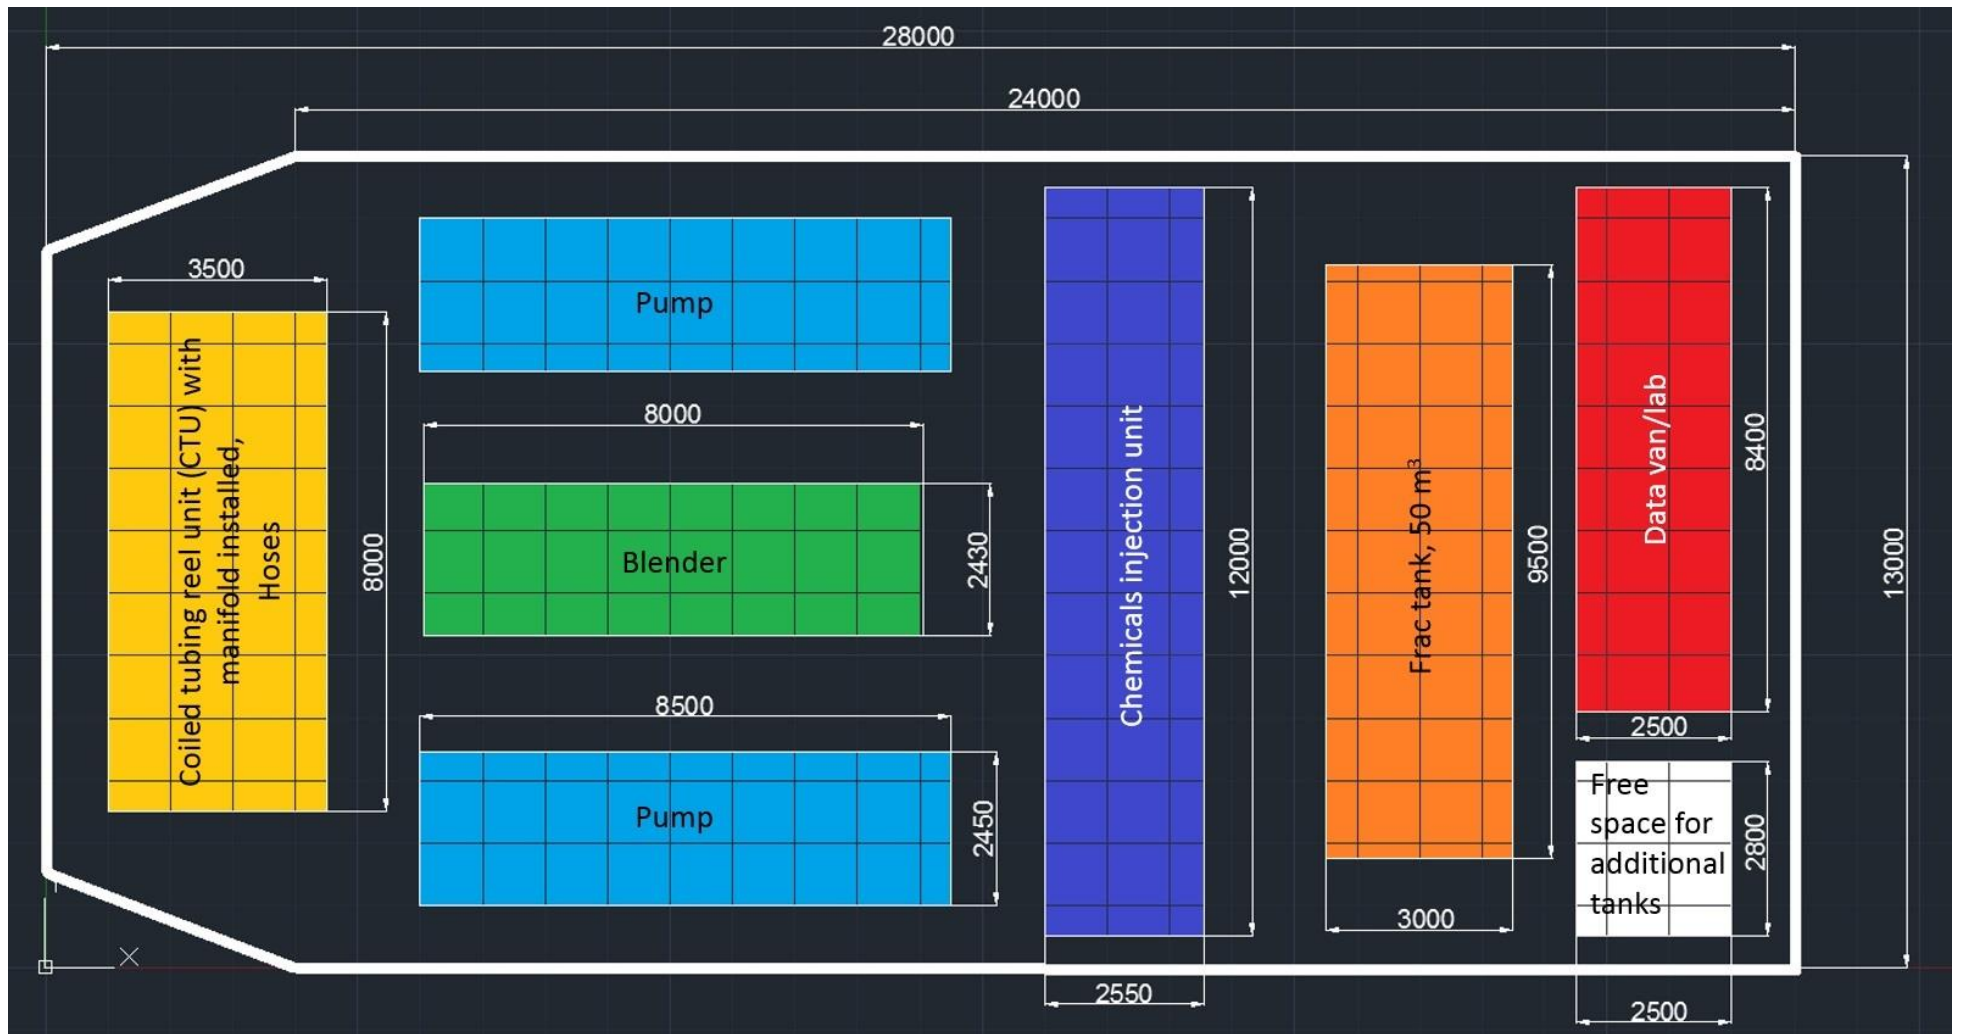 28000
24000
3500
Coiled tubing reel unit (CTU) with
manifold installed,
Hoses
8000
Pump
8000
Blender
2430
8500
Pump
2450
Chemicals injection unit
12000
2550
Frac tank, 50 m³
9500
3000
Data van/lab
8400
2500
Free
space for
additional
tanks
2800
2500
13000